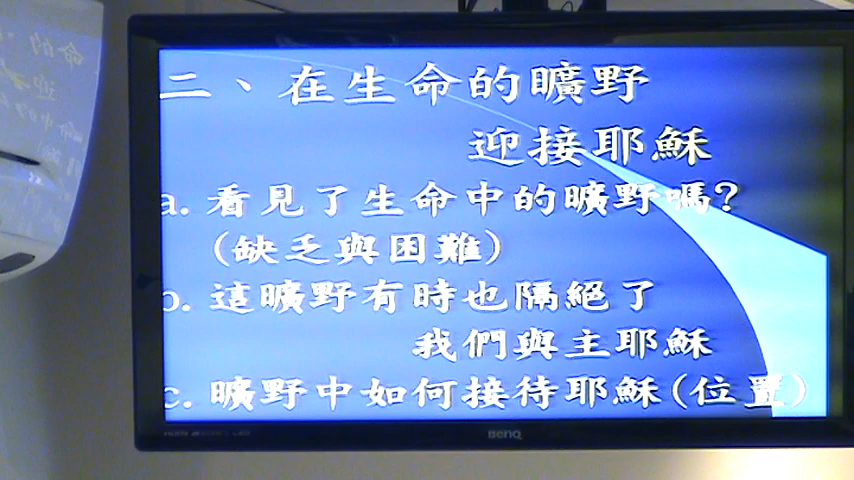 二、在生命的曠野
迎接耶穌
a. 看見了生命中的曠野嗎?
(缺乏與困難)
b. 這曠野有時也隔絕了
我們與主耶穌
c. 曠野中如何接待耶穌(位置)
BenQ